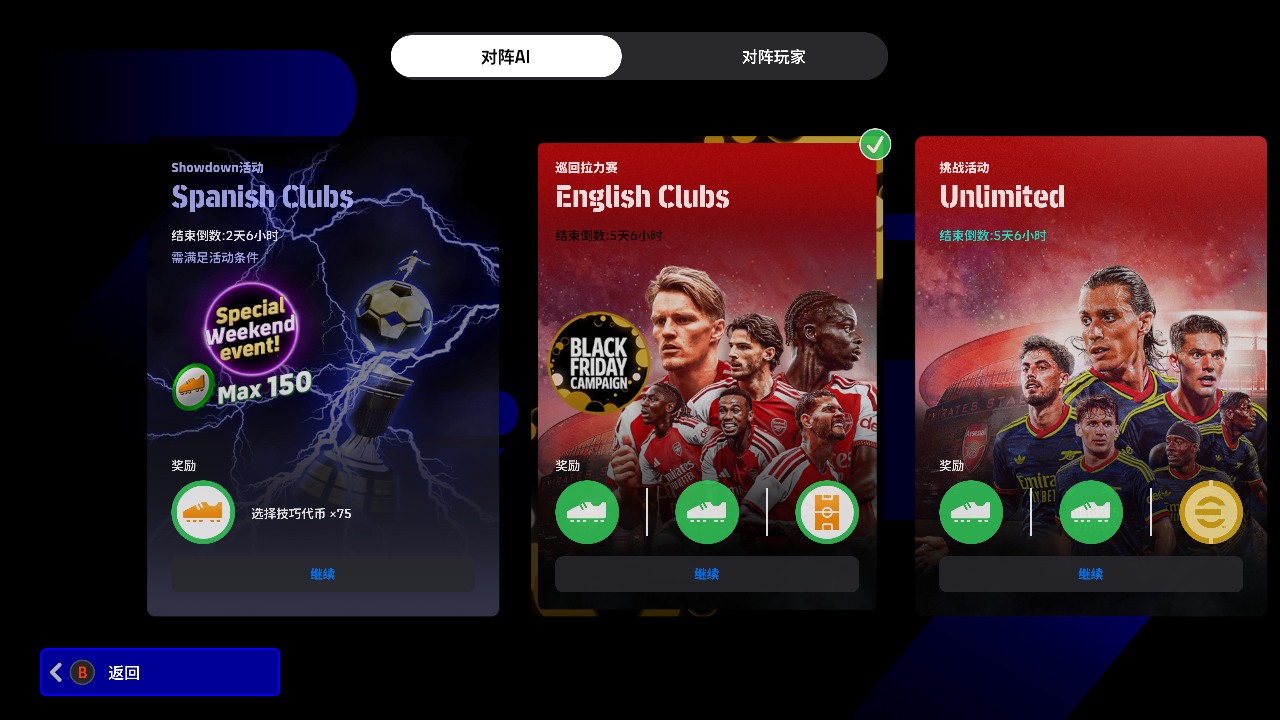 对阵AI
对阵玩家
Showdown活动
Spanish Clubs
结束倒数:2天6小时
需满足活动条件
Special
Weekend
event!
Max 150
奖励
选择技巧代币 ×75
继续
巡回拉力赛
English Clubs
结束倒数:5天6小时
BLACK
FRIDAY
CAMPAIGN
奖励
继续
挑战活动
Unlimited
结束倒数:5天6小时
Arsenal
奖励
继续
B 返回